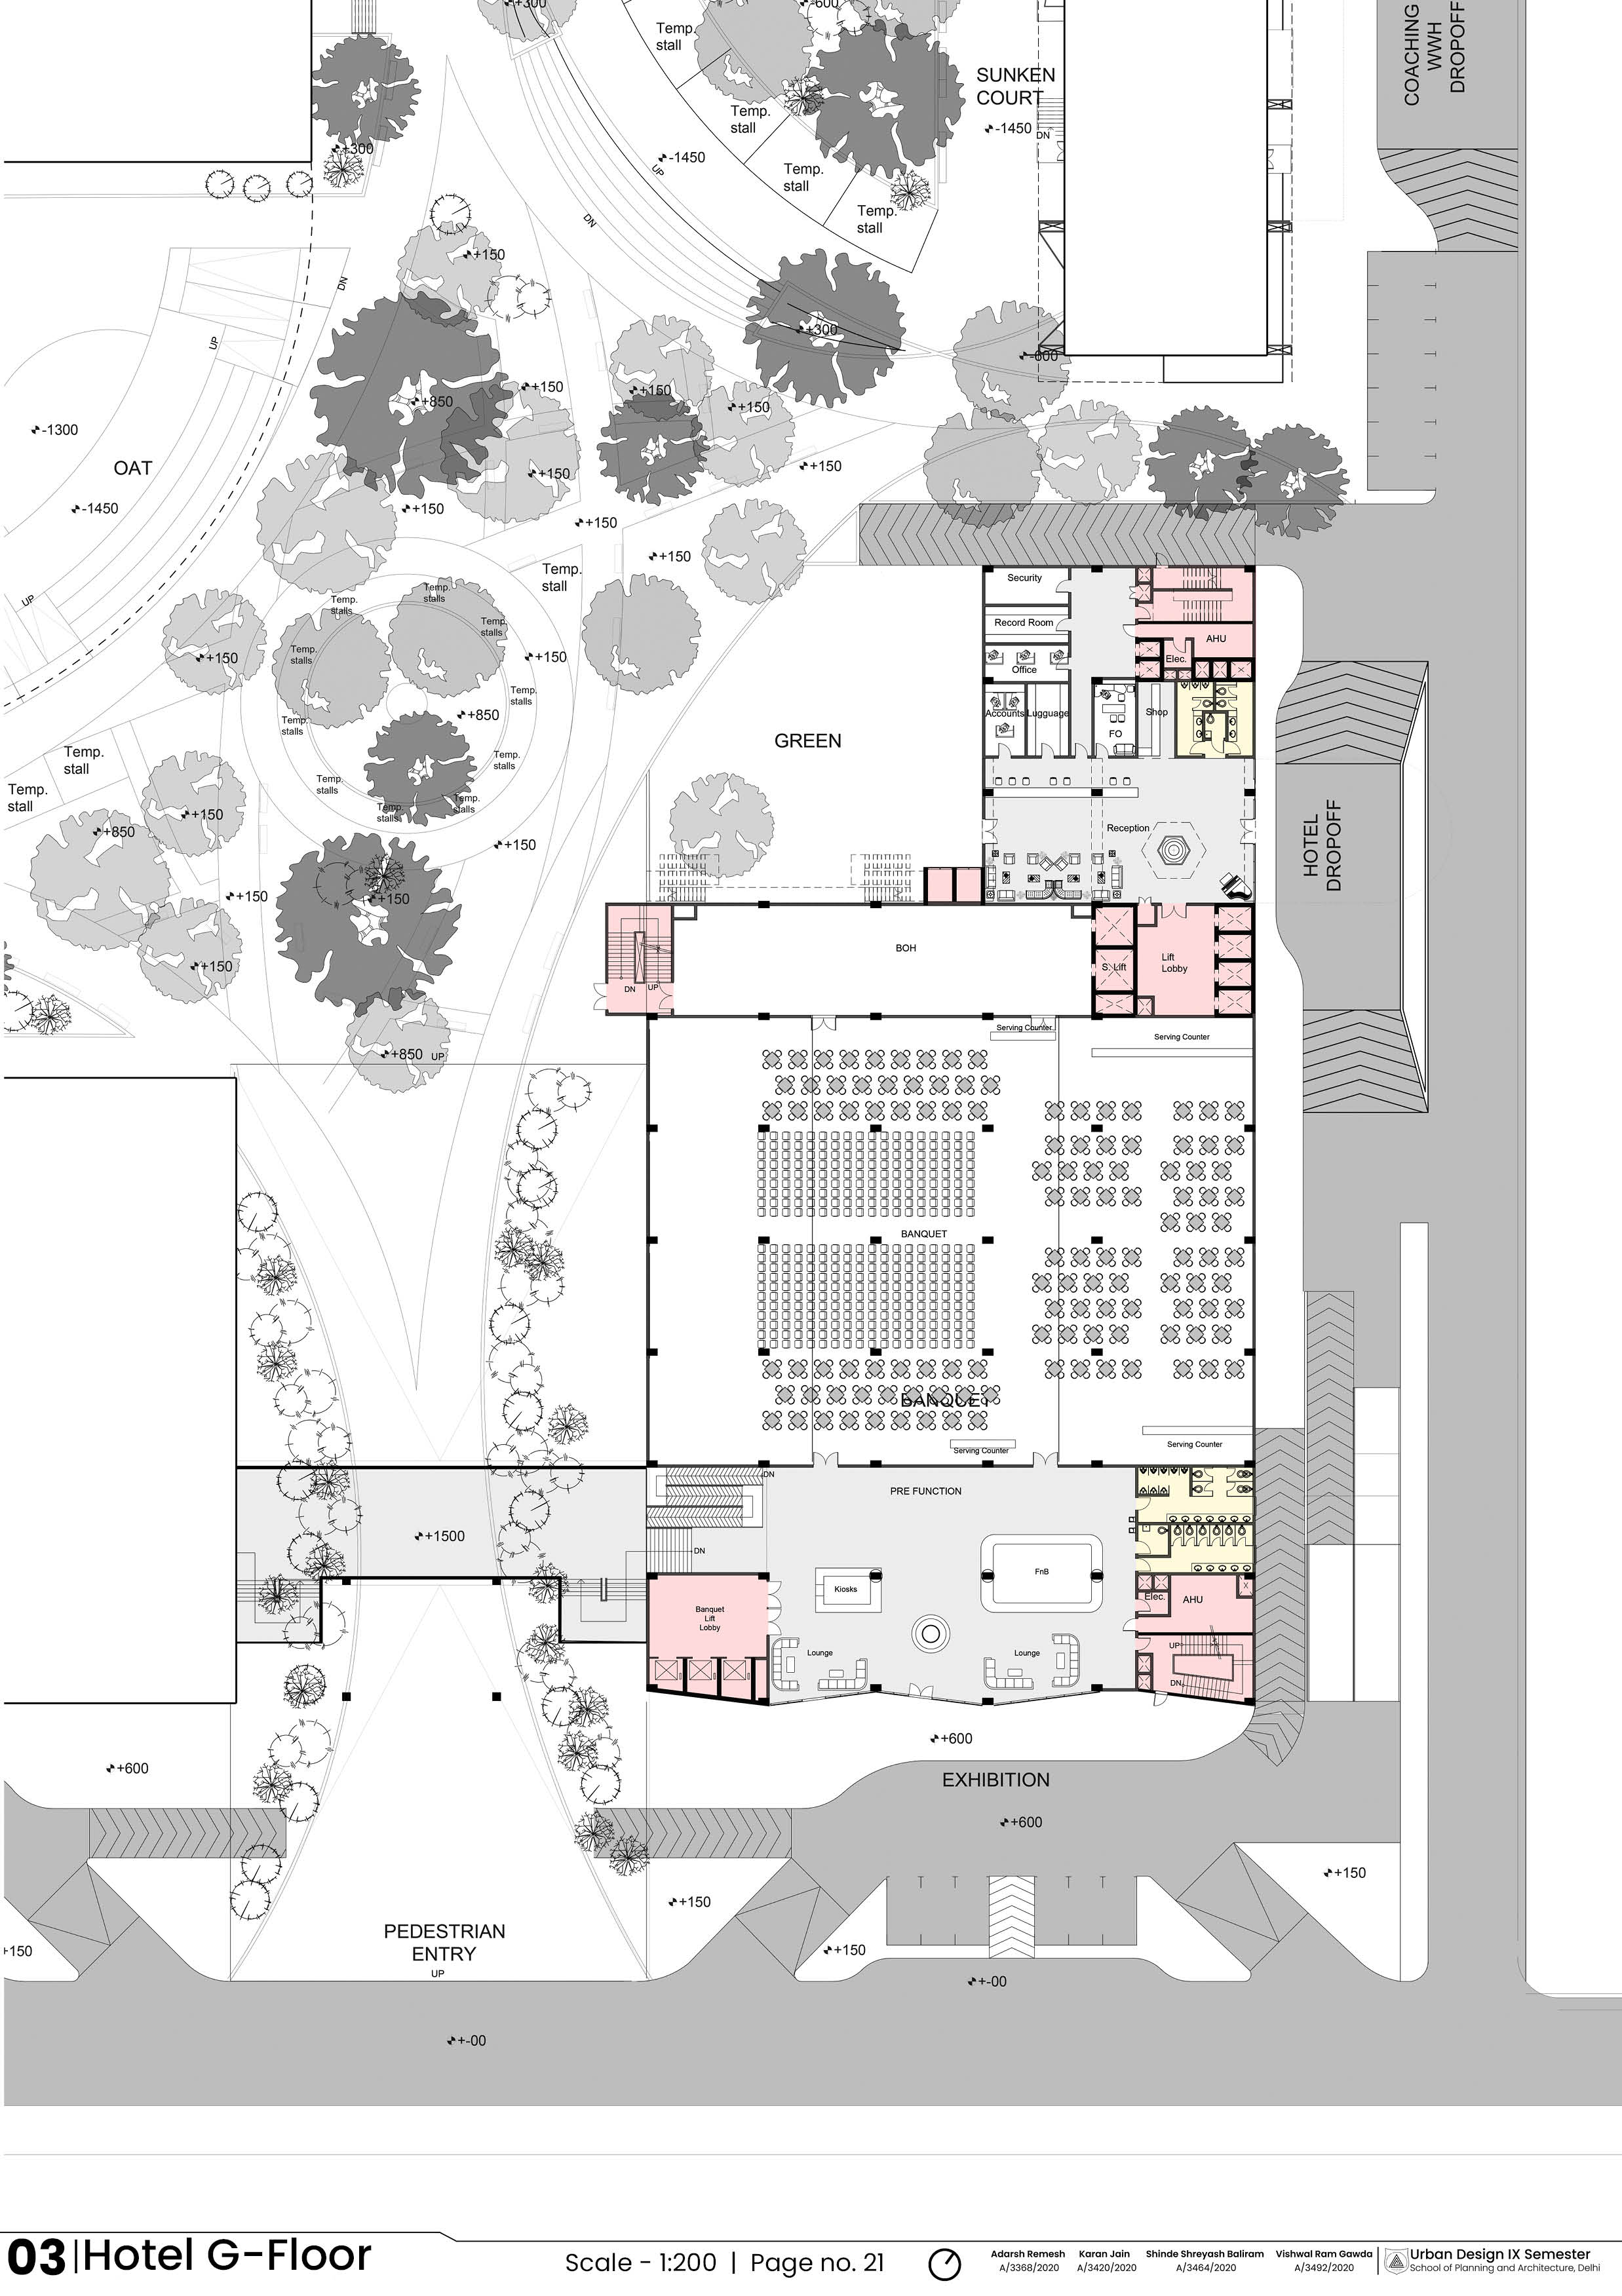 +300
-600
Temp.
stall
SUNKEN
COURT
COACHING
WWH
DROPOFF
Temp.
stall
-1450
DN
+300
-1450
UP
Temp.
stall
DN
Temp.
stall
+150
DN
+300
UP
-600
+150
+150
+850
+150
-1300
OAT
+150
+150
-1450
+150
+150
+150
Temp.
stall
Security
UP
Temp.
stalls
Temp.
stalls
Temp.
stalls
Record Room
AHU
Temp.
stalls
+150
+150
Elec.
Office
Temp.
stalls
+850
Accounts
Lugguage
Shop
FO
Temp.
stalls
GREEN
Temp.
stall
Temp.
stalls
Temp.
stalls
Temp.
stall
Temp.
stalls
Temp.
stalls
+150
+850
Reception
HOTEL
DROPOFF
+150
+150
+150
BOH
Lift
Lobby
S. Lift
+150
DN
UP
Serving Counter
Serving Counter
+850
UP
BANQUET
BANQUET
Serving Counter
Serving Counter
DN
PRE FUNCTION
+1500
DN
FnB
Kiosks
Elec.
AHU
Banquet
Lift
Lobby
Lounge
Lounge
UP
DN
+600
+600
EXHIBITION
+600
+150
+150
PEDESTRIAN
ENTRY
UP
+150
+150
+-00
+-00
03|Hotel G-Floor
Scale - 1:200 | Page no. 21
Adarsh Remesh
A/3368/2020
Karan Jain
A/3420/2020
Shinde Shreyash Baliram
A/3464/2020
Vishwal Ram Gawda
A/3492/2020
Urban Design IX Semester
School of Planning and Architecture, Delhi